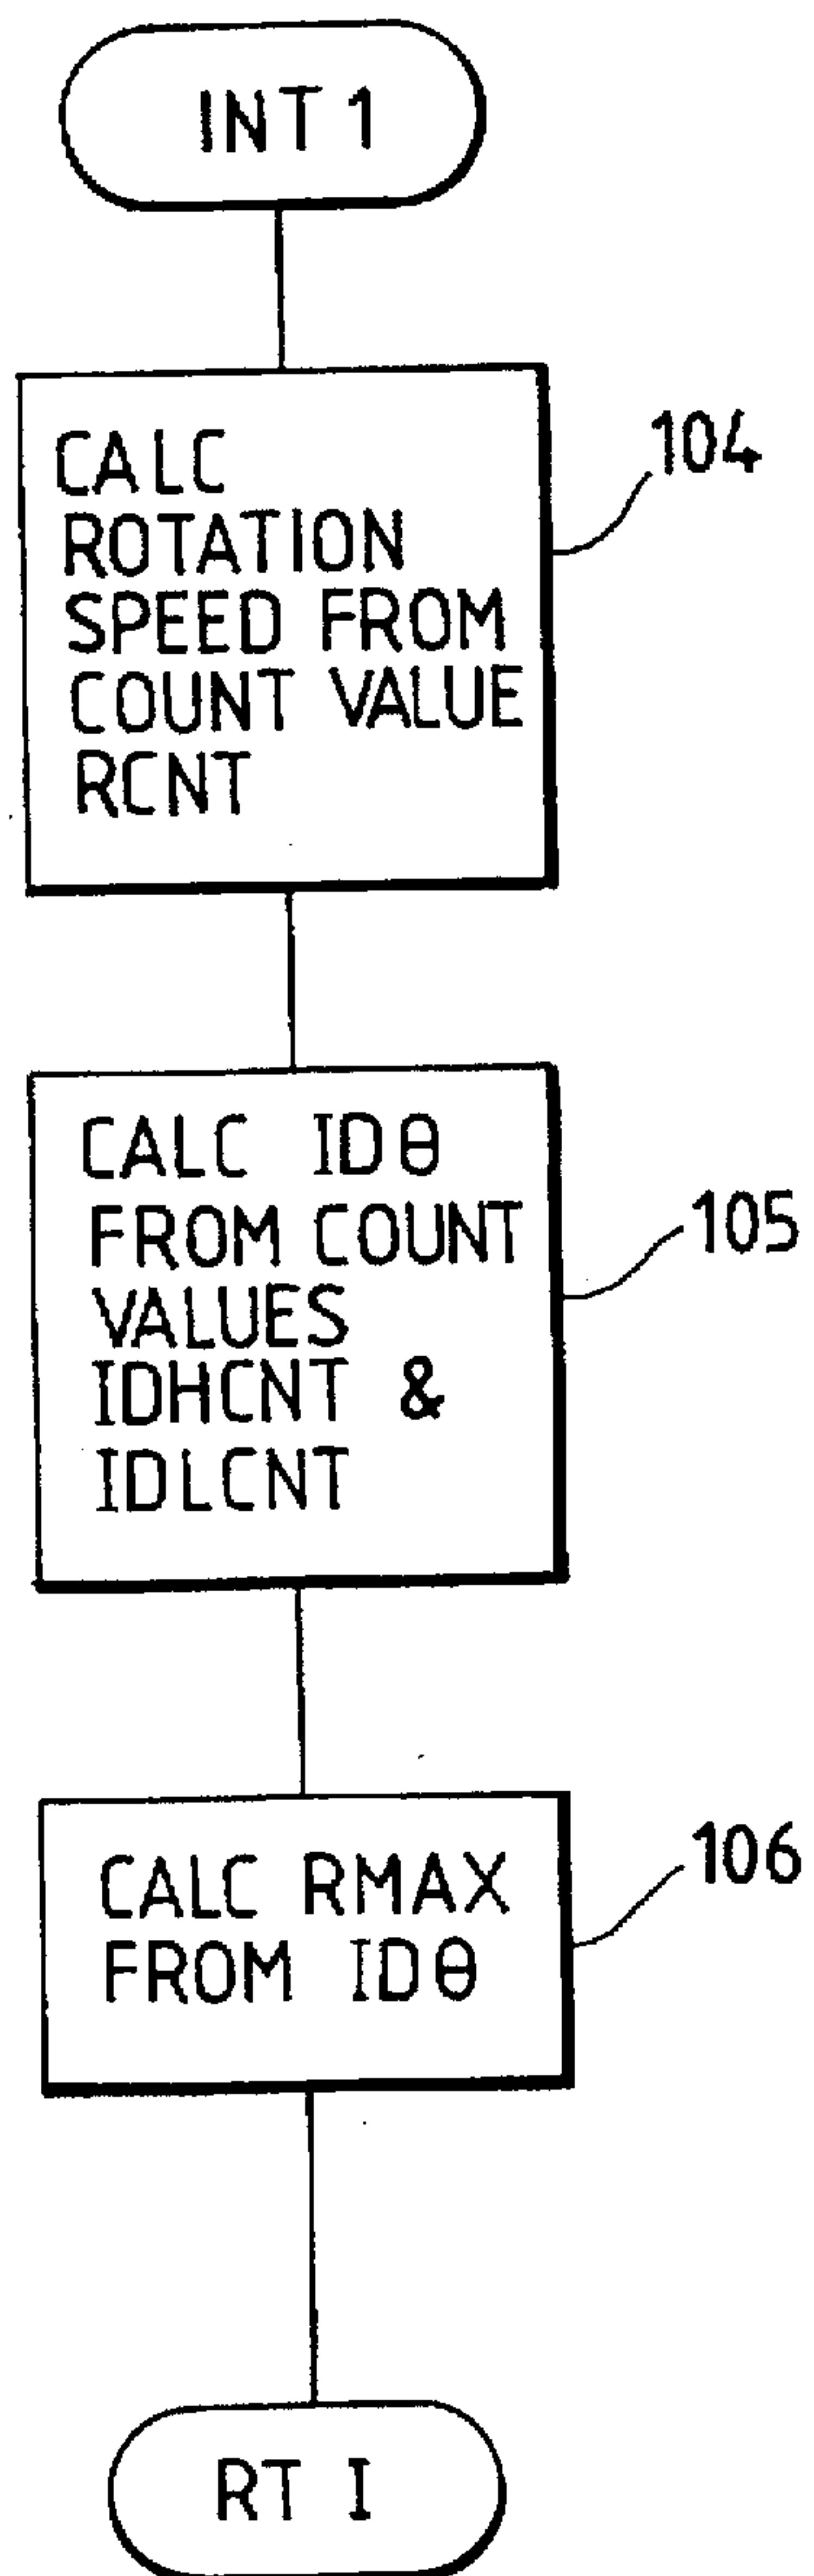 INT 1
CALC
ROTATION
SPEED FROM
COUNT VALUE
RCNT
104
CALC IDθ
FROM COUNT
VALUES
IDHCNT &
IDLCNT
105
CALC RMAX
FROM IDθ
106
RT I